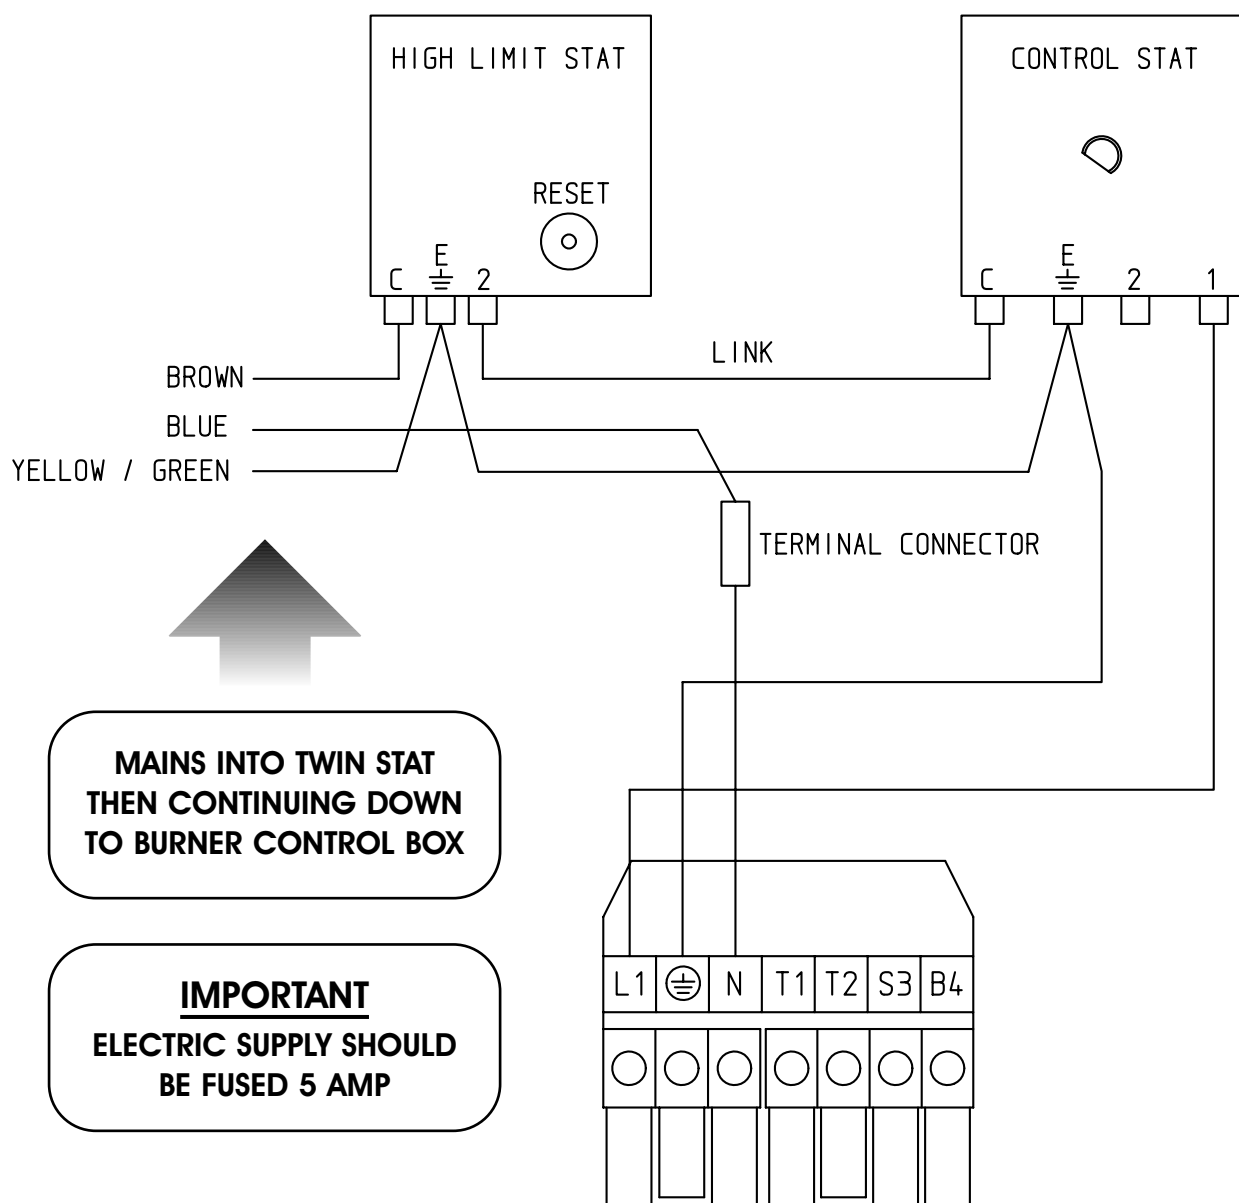 HIGH LIMIT STAT
CONTROL STAT
RESET
C E 2
C E 2 1
LINK
BROWN
BLUE
YELLOW / GREEN
TERMINAL CONNECTOR
MAINS INTO TWIN STAT
THEN CONTINUING DOWN
TO BURNER CONTROL BOX
L1 N T1 T2 S3 B4
IMPORTANT
ELECTRIC SUPPLY SHOULD
BE FUSED 5 AMP